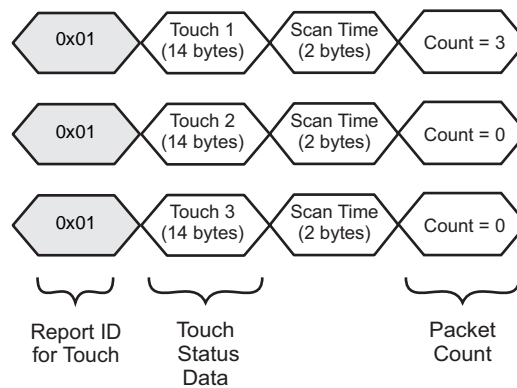 0x01
Touch 1
(14 bytes)
Scan Time
(2 bytes)
Count = 3
0x01
Touch 2
(14 bytes)
Scan Time
(2 bytes)
Count = 0
0x01
Touch 3
(14 bytes)
Scan Time
(2 bytes)
Count = 0
Report ID
for Touch
Touch
Status
Data
Packet
Count